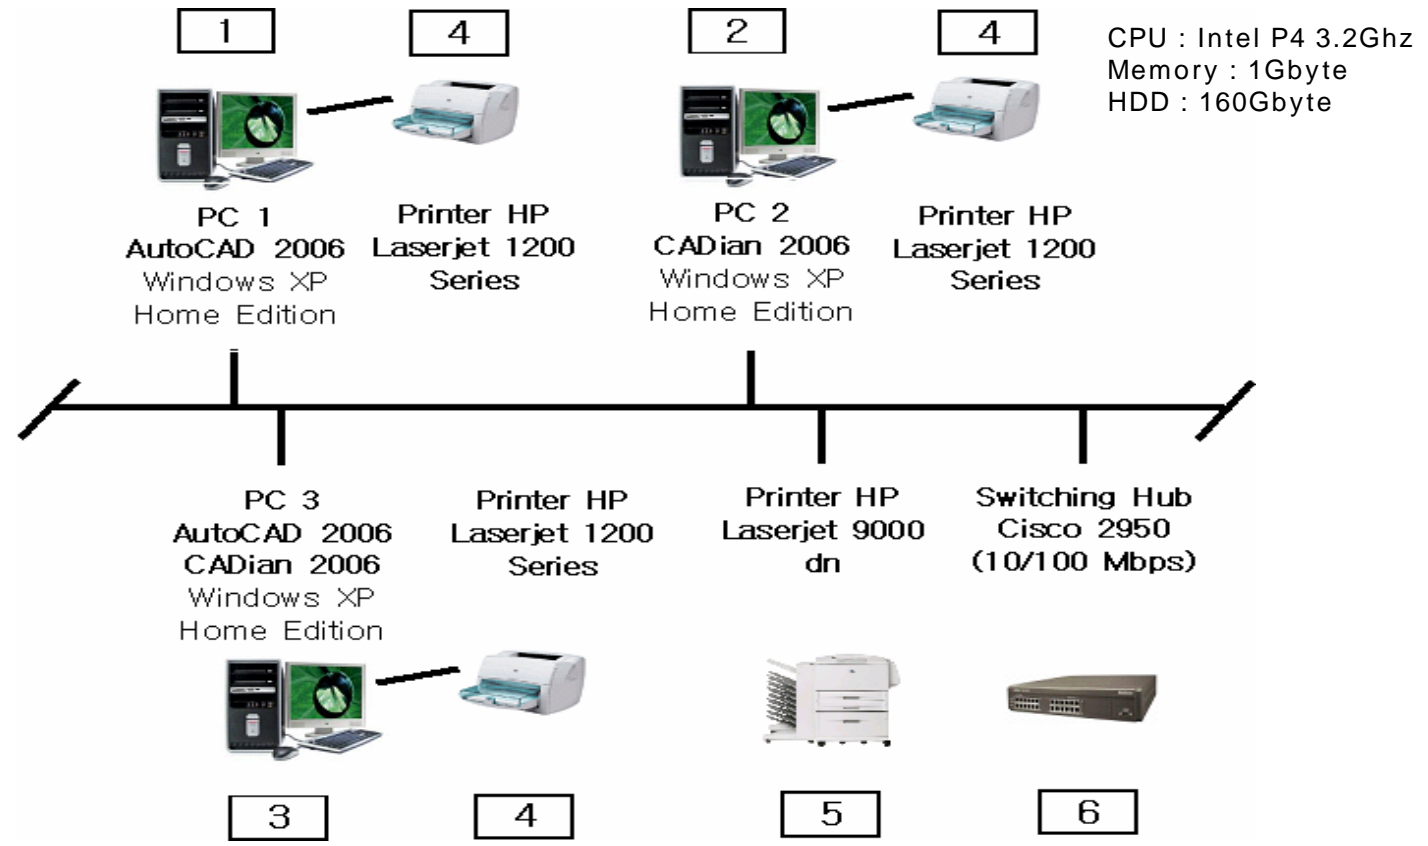 1
4
2
4
CPU : Intel P4 3.2Ghz
Memory : 1Gbyte
HDD : 160Gbyte
PC 1
AutoCAD 2006
Windows XP
Home Edition
Printer HP
Laserjet 1200
Series
PC 2
CADian 2006
Windows XP
Home Edition
Printer HP
Laserjet 1200
Series
PC 3
AutoCAD 2006
CADian 2006
Windows XP
Home Edition
Printer HP
Laserjet 1200
Series
Printer HP
Laserjet 9000
dn
Switching Hub
Cisco 2950
(10/100 Mbps)
3
4
5
6